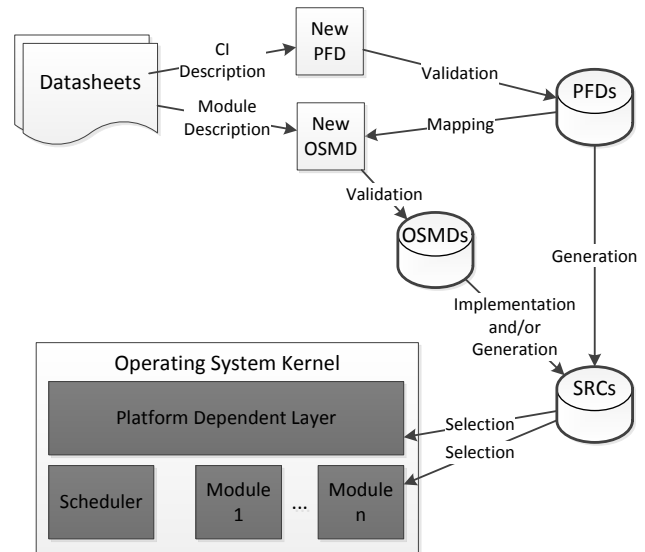 CI
Description
New
PFD
Datasheets
Validation
PFDs
Module
Description
New
OSMD
Mapping
Validation
OSMDs
Generation
Implementation
and/or
Generation
Operating System Kernel
SRCs
Platform Dependent Layer
Selection
Selection
Scheduler
Module
1
...
Module
n